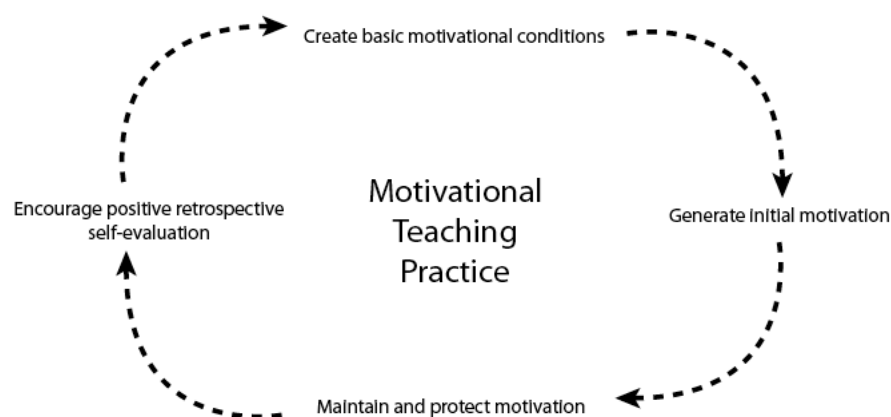 Create basic motivational conditions
Motivational
Teaching
Practice
Encourage positive retrospective
self-evaluation
Generate initial motivation
Maintain and protect motivation